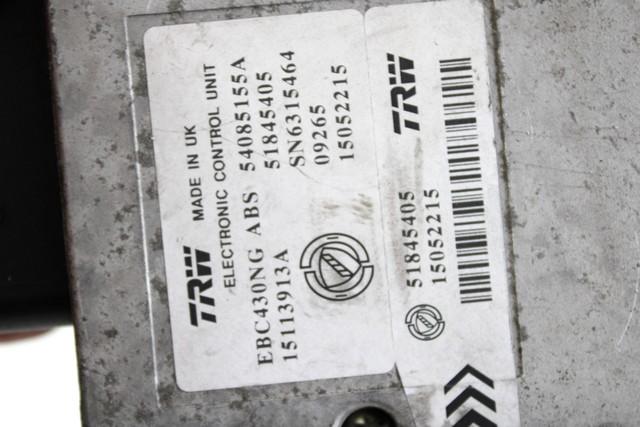 TRW MADE IN UK
ELECTRONIC CONTROL UNIT
EBC430NG ABS 54085155A
15113913A 51845405
SN6315464
09265
15052215
TRW
51845405
15052215